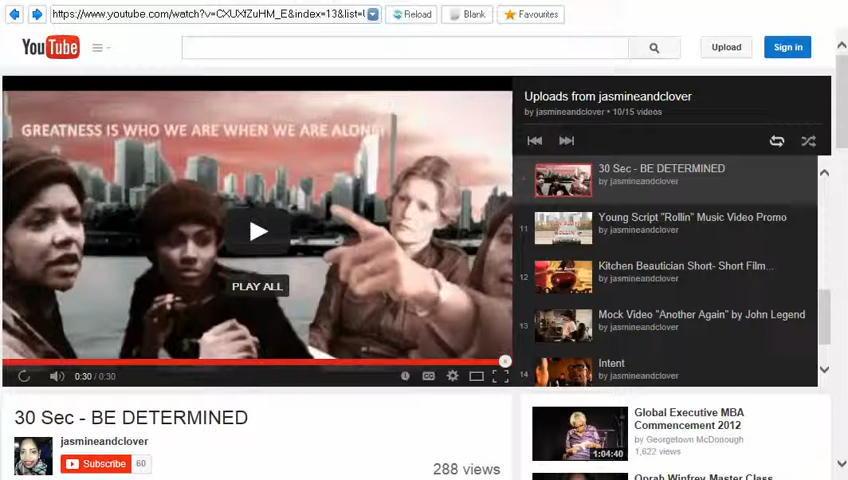 https://www.youtube.com/watch?v=CXUXfZuHM_E&index=13&list=
Reload
Blank
Favourites
YouTube
Upload
Sign in
GREATNESS IS WHO WE ARE WHEN WE ARE ALONE
PLAY ALL
0:30 / 0:30
Uploads from jasmineandclover
by jasmineandclover • 10/15 videos
30 Sec - BE DETERMINED
by jasmineandclover
11
Young Script "Rollin" Music Video Promo
by jasmineandclover
12
Kitchen Beautician Short- Short Film...
by jasmineandclover
13
Mock Video "Another Again" by John Legend
by jasmineandclover
14
Intent
by jasmineandclover
30 Sec - BE DETERMINED
jasmineandclover
Subscribe 60
288 views
1:04:40
Global Executive MBA
Commencement 2012
by Georgetown McDonough
1,622 views
Oprah Winfrey Master Class